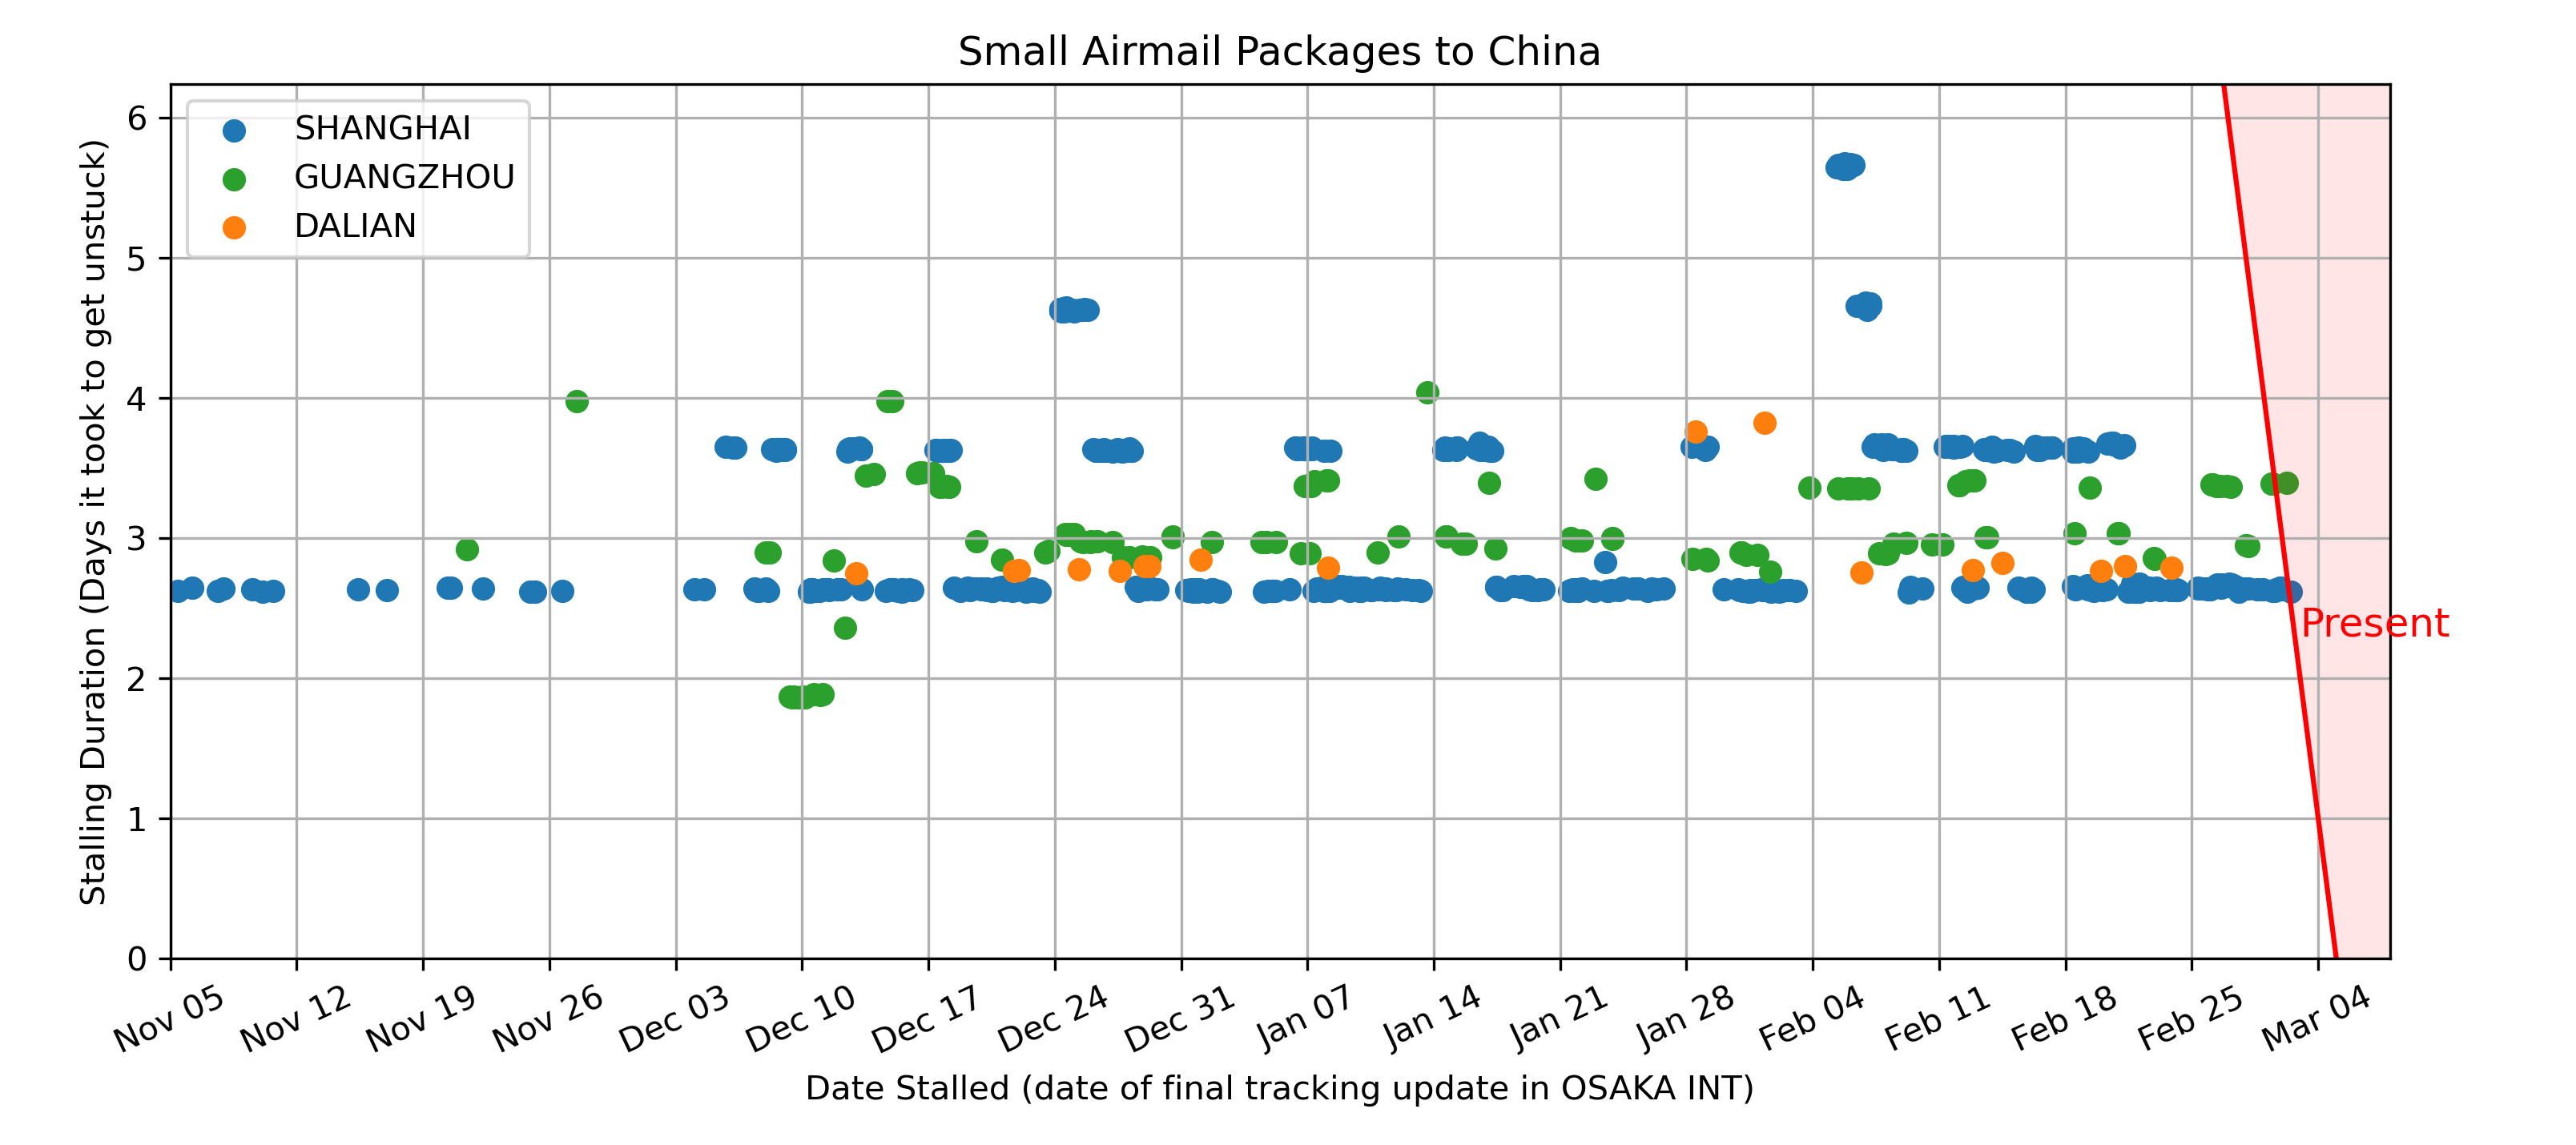 Small Airmail Packages to China
Stalling Duration (Days it took to get unstuck)
6
5
4
3
2
1
0
SHANGHAI
GUANGZHOU
DALIAN
Present
Nov 05
Nov 12
Nov 19
Nov 26
Dec 03
Dec 10
Dec 17
Dec 24
Dec 31
Jan 07
Jan 14
Jan 21
Jan 28
Feb 04
Feb 11
Feb 18
Feb 25
Mar 04
Date Stalled (date of final tracking update in OSAKA INT)